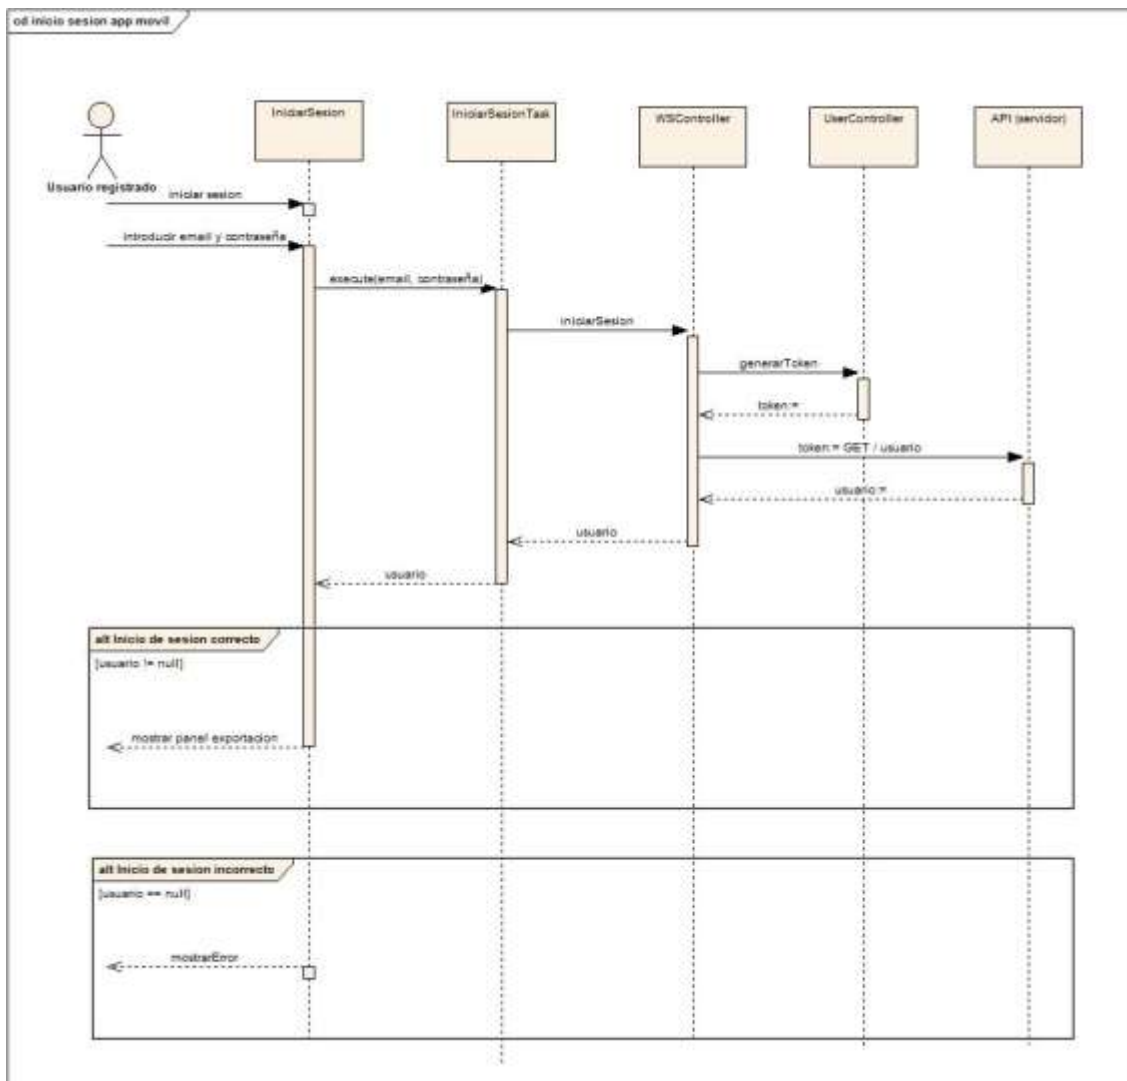 cd inicio sesion app movil
IniciarSesion
IniciarSesionTask
WSController
UserController
API (servidor)
Usuario registrado
iniciar sesion
introducir email y contraseña
execute(email, contraseña)
iniciarSesion
generarToken
token:=
token:= GET / usuario
usuario:=
usuario
usuario
alt Inicio de sesion correcto
[usuario != null]
mostrar panel exportacion
alt Inicio de sesion incorrecto
[usuario == null]
mostrarError